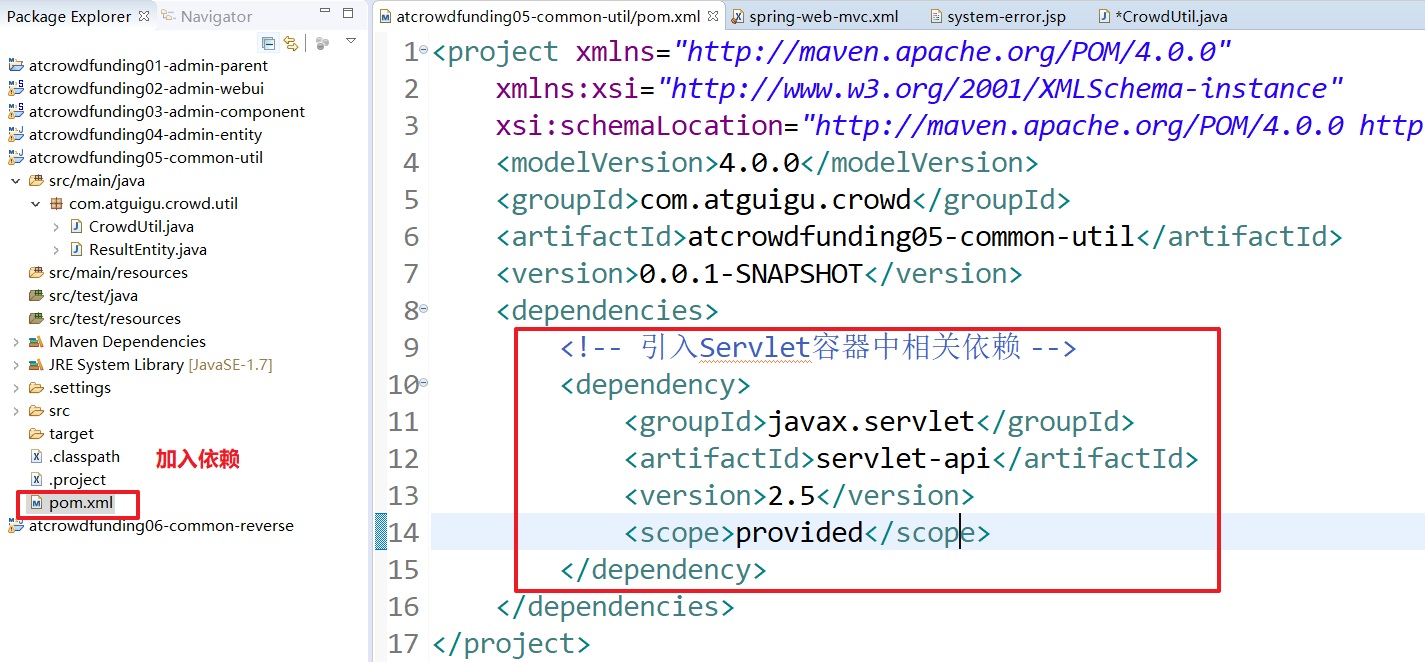 Package Explorer
Navigator
atcrowdfunding01-admin-parent
atcrowdfunding02-admin-webui
atcrowdfunding03-admin-component
atcrowdfunding04-admin-entity
atcrowdfunding05-common-util
src/main/java
com.atguigu.crowd.util
CrowdUtil.java
ResultEntity.java
src/main/resources
src/test/java
src/test/resources
Maven Dependencies
JRE System Library [JavaSE-1.7]
.settings
src
target
.classpath
加入依赖
.project
pom.xml
atcrowdfunding06-common-reverse
atcrowdfunding05-common-util/pom.xml
spring-web-mvc.xml
system-error.jsp
*CrowdUtil.java
1 <project xmlns="http://maven.apache.org/POM/4.0.0"
2 xmlns:xsi="http://www.w3.org/2001/XMLSchema-instance"
3 xsi:schemaLocation="http://maven.apache.org/POM/4.0.0 http
4 <modelVersion>4.0.0</modelVersion>
5 <groupId>com.atguigu.crowd</groupId>
6 <artifactId>atcrowdfunding05-common-util</artifactId>
7 <version>0.0.1-SNAPSHOT</version>
8 <dependencies>
9 <!-- 引入Servlet容器中相关依赖 -->
10 <dependency>
11 <groupId>javax.servlet</groupId>
12 <artifactId>servlet-api</artifactId>
13 <version>2.5</version>
14 <scope>provided</scope>
15 </dependency>
16 </dependencies>
17 </project>